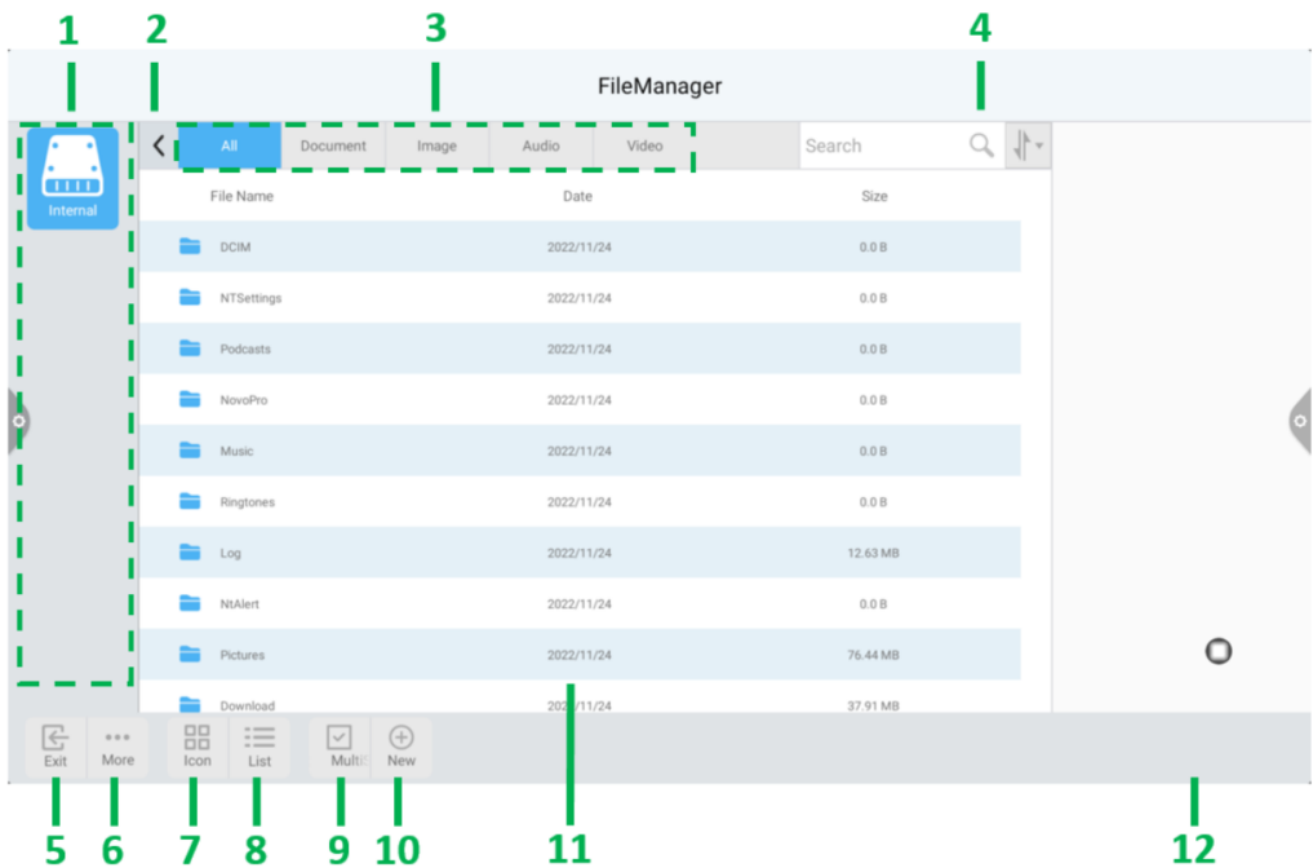 1 2 3 4
FileManager
All Document Image Audio Video Search
Internal
File Name Date Size
DCIM 2022/11/24 0.0 B
NTSettings 2022/11/24 0.0 B
Podcasts 2022/11/24 0.0 B
NovoPro 2022/11/24 0.0 B
Music 2022/11/24 0.0 B
Ringtones 2022/11/24 0.0 B
Log 2022/11/24 12.63 MB
NtAlert 2022/11/24 0.0 B
Pictures 2022/11/24 76.44 MB
Download 2022/11/24 37.91 MB
Exit More Icon List MultiS New
5 6 7 8 9 10 11 12